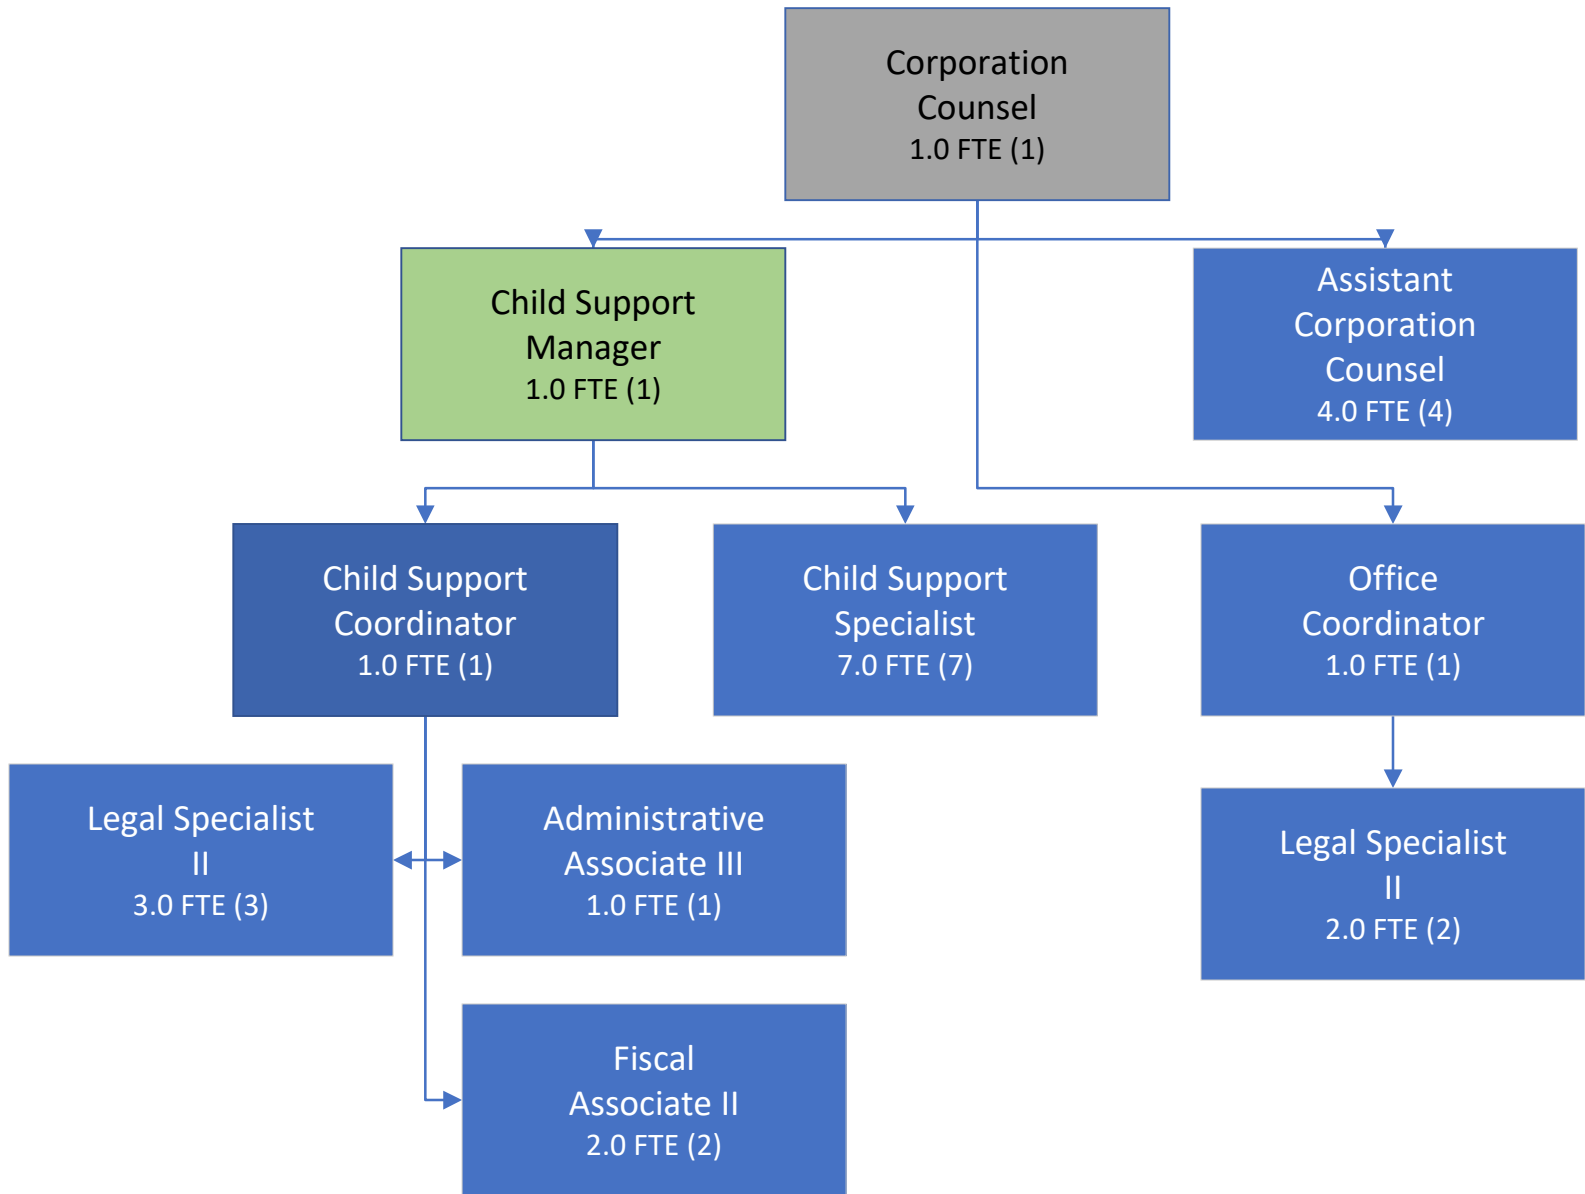 Corporation
Counsel
1.0 FTE (1)
Child Support
Manager
1.0 FTE (1)
Assistant
Corporation
Counsel
4.0 FTE (4)
Child Support
Coordinator
1.0 FTE (1)
Child Support
Specialist
7.0 FTE (7)
Office
Coordinator
1.0 FTE (1)
Legal Specialist
II
3.0 FTE (3)
Administrative
Associate III
1.0 FTE (1)
Legal Specialist
II
2.0 FTE (2)
Fiscal
Associate II
2.0 FTE (2)